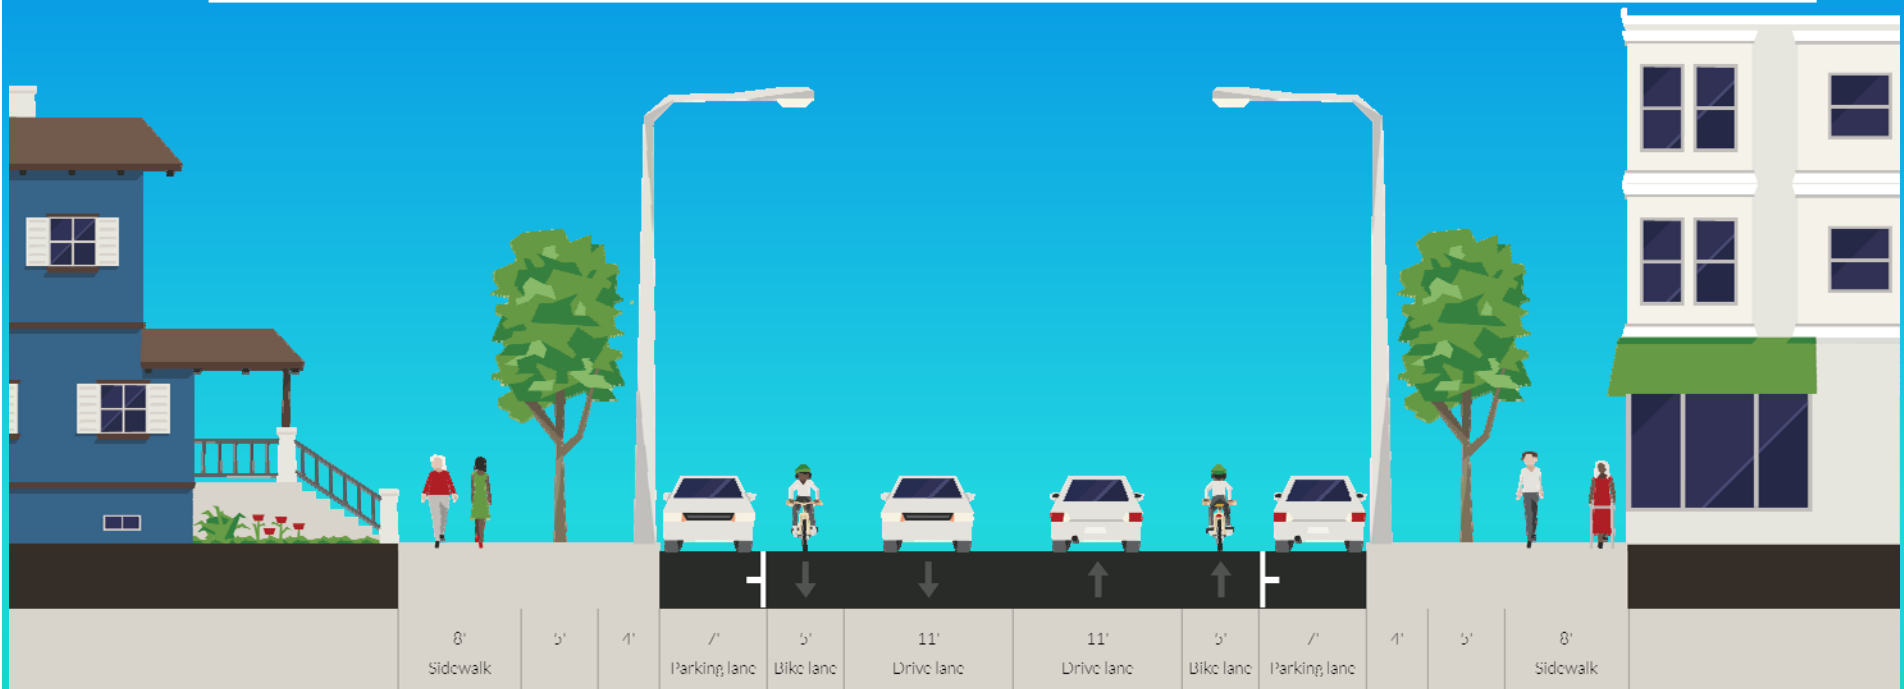 8' 5' 4' 7' 5' 11' 11' 5' 7' 4' 5' 8'
Sidewalk Parking lane Bike lane Drive lane Drive lane Bike lane Parking lane Sidewalk